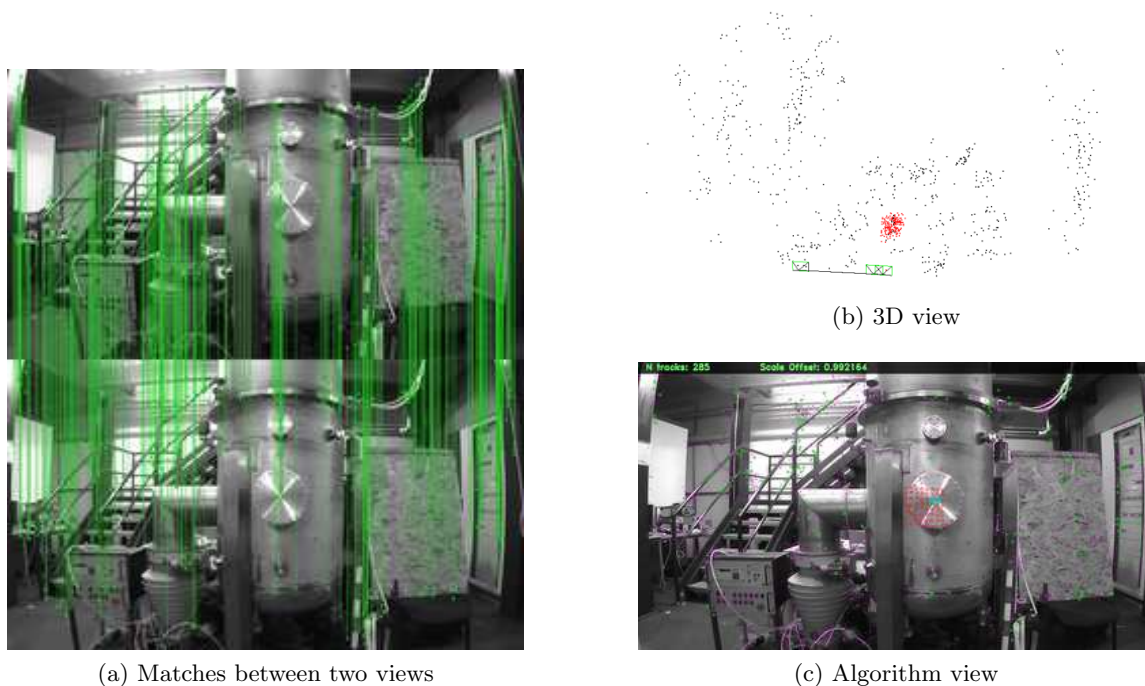 (b) 3D view
N tracks: 285 Scale Offset: 0.992164
(a) Matches between two views
(c) Algorithm view